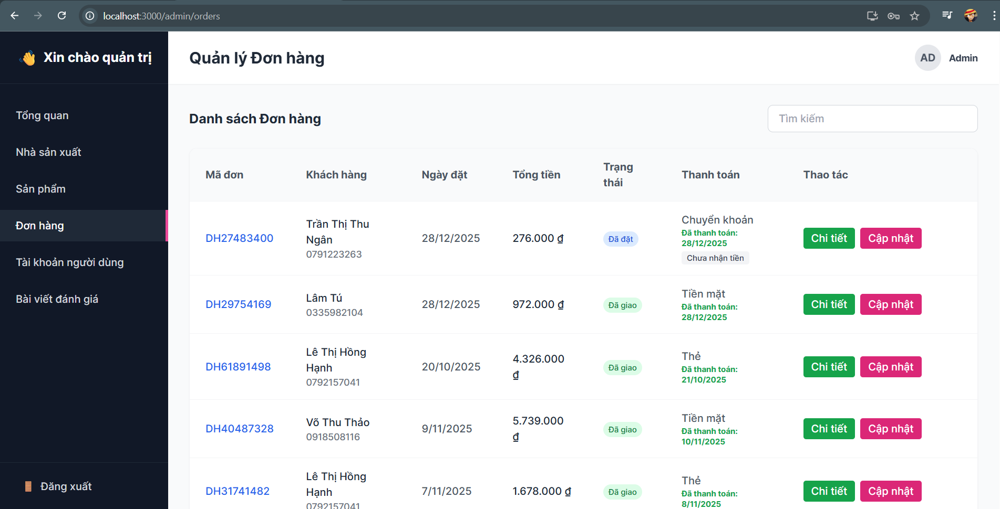 localhost:3000/admin/orders
Xin chào quản trị
Tổng quan
Nhà sản xuất
Sản phẩm
Đơn hàng
Tài khoản người dùng
Bài viết đánh giá
Đăng xuất
Quản lý Đơn hàng
AD Admin
Danh sách Đơn hàng
Tìm kiếm
Mã đơn Khách hàng Ngày đặt Tổng tiền Trạng thái Thanh toán Thao tác
DH27483400
Trần Thị Thu
Ngân
0791223263
28/12/2025
276.000 ₫
Đã đặt
Chuyển khoản
Đã thanh toán:
28/12/2025
Chưa nhận tiền
Chi tiết Cập nhật
DH29754169
Lâm Tú
0335982104
28/12/2025
972.000 ₫
Đã giao
Tiền mặt
Đã thanh toán:
28/12/2025
Chi tiết Cập nhật
DH61891498
Lê Thị Hồng
Hạnh
0792157041
20/10/2025
4.326.000
₫
Đã giao
Thẻ
Đã thanh toán:
21/10/2025
Chi tiết Cập nhật
DH40487328
Võ Thu Thảo
0918508116
9/11/2025
5.739.000
₫
Đã giao
Tiền mặt
Đã thanh toán:
10/11/2025
Chi tiết Cập nhật
DH31741482
Lê Thị Hồng
Hạnh
0792157041
7/11/2025
1.678.000 ₫
Đã giao
Thẻ
Đã thanh toán:
8/11/2025
Chi tiết Cập nhật